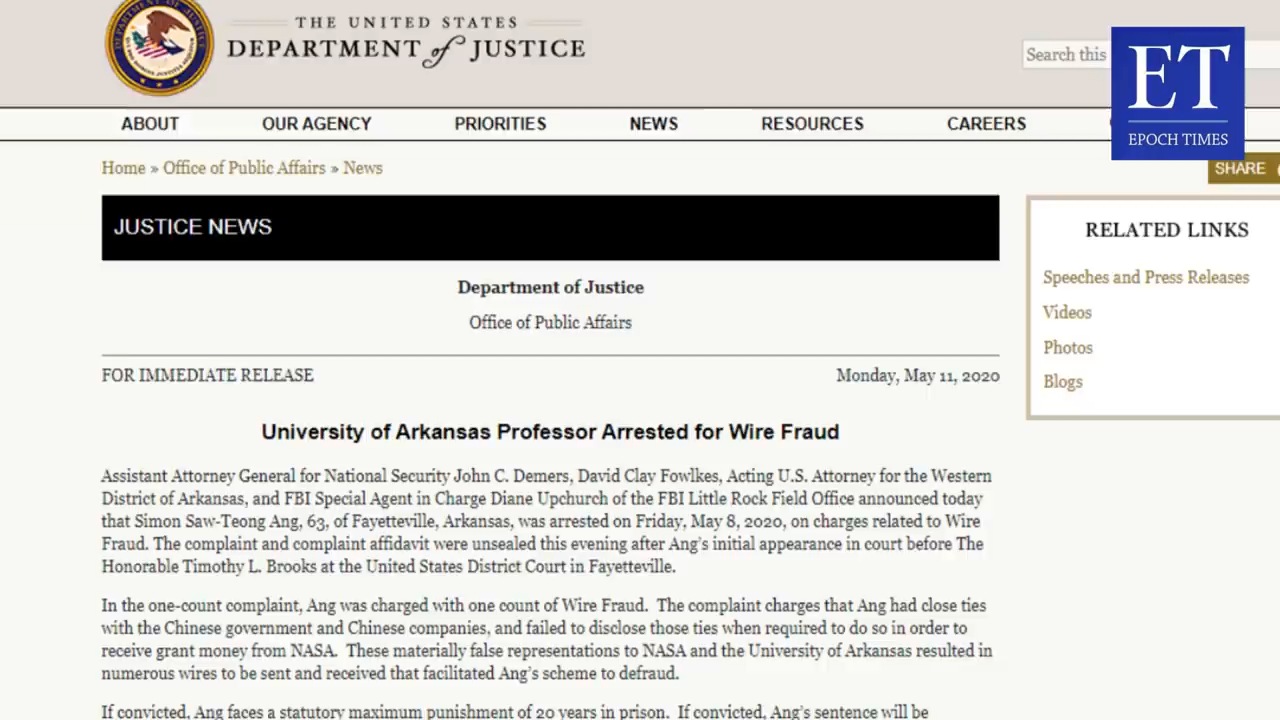 THE UNITED STATES
DEPARTMENT of JUSTICE
Search this
ET
EPOCH TIMES
ABOUT OUR AGENCY PRIORITIES NEWS RESOURCES CAREERS
Home » Office of Public Affairs » News
SHARE
JUSTICE NEWS
Department of Justice
Office of Public Affairs
FOR IMMEDIATE RELEASE Monday, May 11, 2020
University of Arkansas Professor Arrested for Wire Fraud
Assistant Attorney General for National Security John C. Demers, David Clay Fowlkes, Acting U.S. Attorney for the Western
District of Arkansas, and FBI Special Agent in Charge Diane Upchurch of the FBI Little Rock Field Office announced today
that Simon Saw-Teong Ang, 63, of Fayetteville, Arkansas, was arrested on Friday, May 8, 2020, on charges related to Wire
Fraud. The complaint and complaint affidavit were unsealed this evening after Ang's initial appearance in court before The
Honorable Timothy L. Brooks at the United States District Court in Fayetteville.
In the one-count complaint, Ang was charged with one count of Wire Fraud. The complaint charges that Ang had close ties
with the Chinese government and Chinese companies, and failed to disclose those ties when required to do so in order to
receive grant money from NASA. These materially false representations to NASA and the University of Arkansas resulted in
numerous wires to be sent and received that facilitated Ang's scheme to defraud.
If convicted, Ang faces a statutory maximum punishment of 20 years in prison. If convicted, Ang's sentence will be
RELATED LINKS
Speeches and Press Releases
Videos
Photos
Blogs